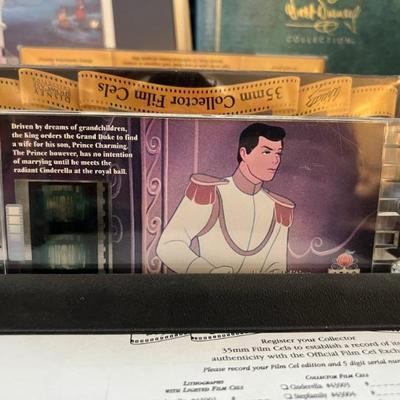 Walt Disney
COLLECTION
35mm Collector Film Cels
Driven by dreams of grandchildren,
the King orders the Grand Duke to find
a wife for his son, Prince Charming.
The Prince however, has no intention
of marrying until he meets the
radiant Cinderella at the royal ball.
Register your Collector
35mm Film Cels to establish a record of its
authenticity with the Official Film Cel Exch
Please record your Film Cel edition and 5 digit serial num
LITHOGRAPHS
WITH LIGHTED FILM CELS
COLLECTOR FILM CELS
Cinderella #45003
Stepfamily #45004